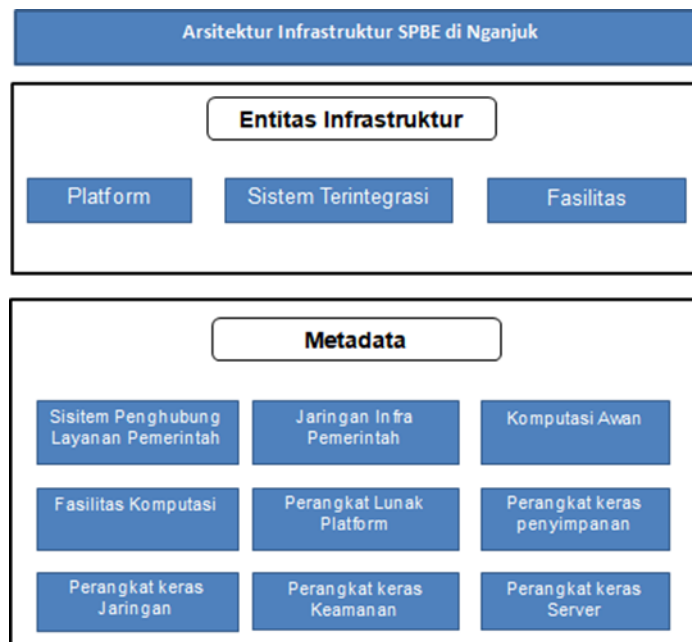 Arsitektur Infrastruktur SPBE di Nganjuk
Entitas Infrastruktur
Platform
Sistem Terintegrasi
Fasilitas
Metadata
Sisitem Penghubung
Layanan Pemerintah
Jaringan Infra
Pemerintah
Komputasi Awan
Fasilitas Komputasi
Perangkat Lunak
Platform
Perangkat keras
penyimpanan
Perangkat keras
Jaringan
Perangkat keras
Keamanan
Perangkat keras
Server